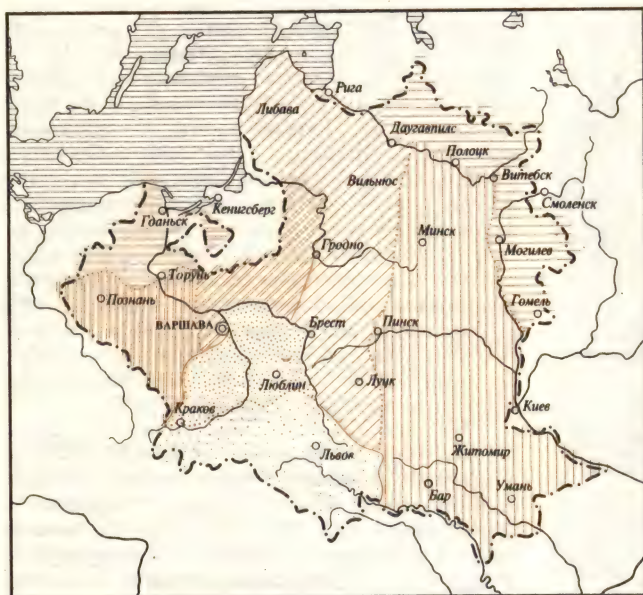 Рига
Либава
Даугавпилс
Полоцк
Вильнюс
Витебск
Смоленск
Кенигсберг
Гданьск
Минск
Могилев
Гродно
Торунь
Гомель
Познань
ВАРШАВА
Брест
Пинск
Люблин
Луцк
Киев
Краков
Львов
Житомир
Бар
Умань